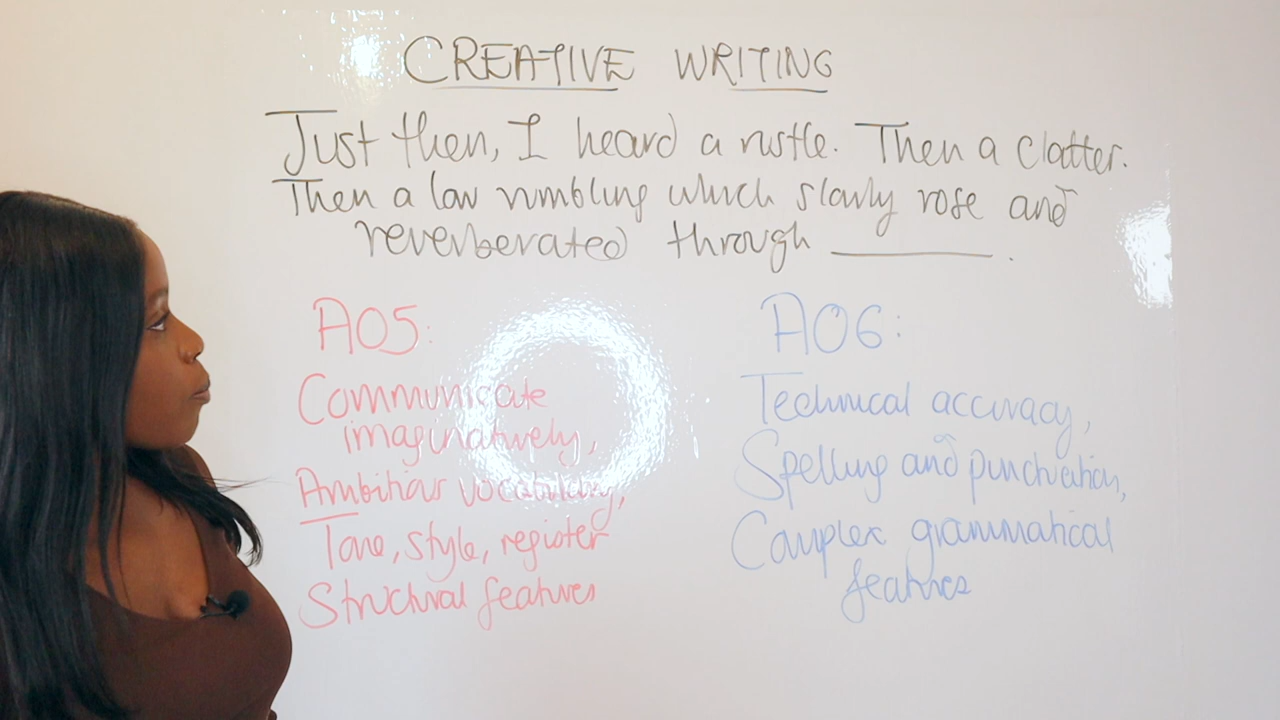 CREATIVE WRITING
Just then, I heard a rustle. Then a clatter.
Then a low rumbling which slowly rose and
reverberated through ______.
AO5:
Communicate
imaginatively,
Ambitious vocabulary,
Tone, style, register
Structural features
AO6:
Technical accuracy,
Spelling and punctuation,
Complex grammatical
features